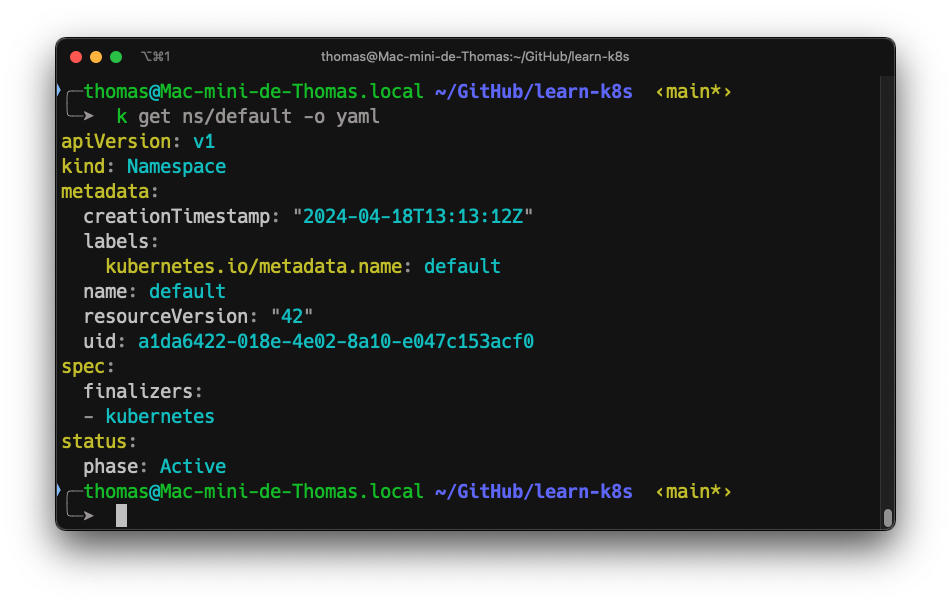 ⌥⌘1
thomas@Mac-mini-de-Thomas:~/GitHub/learn-k8s
thomas@Mac-mini-de-Thomas.local ~/GitHub/learn-k8s ‹main*›
k get ns/default -o yaml
apiVersion: v1
kind: Namespace
metadata:
  creationTimestamp: "2024-04-18T13:13:12Z"
  labels:
    kubernetes.io/metadata.name: default
  name: default
  resourceVersion: "42"
  uid: a1da6422-018e-4e02-8a10-e047c153acf0
spec:
  finalizers:
  - kubernetes
status:
  phase: Active
thomas@Mac-mini-de-Thomas.local ~/GitHub/learn-k8s ‹main*›